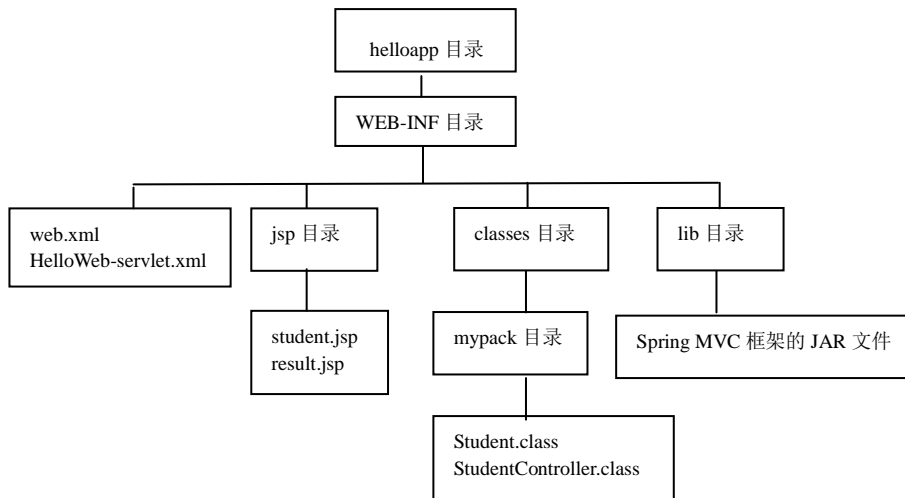 helloapp 目录
WEB-INF 目录
web.xml
HelloWeb-servlet.xml
jsp 目录
classes 目录
lib 目录
student.jsp
result.jsp
mypack 目录
Spring MVC 框架的 JAR 文件
Student.class
StudentController.class